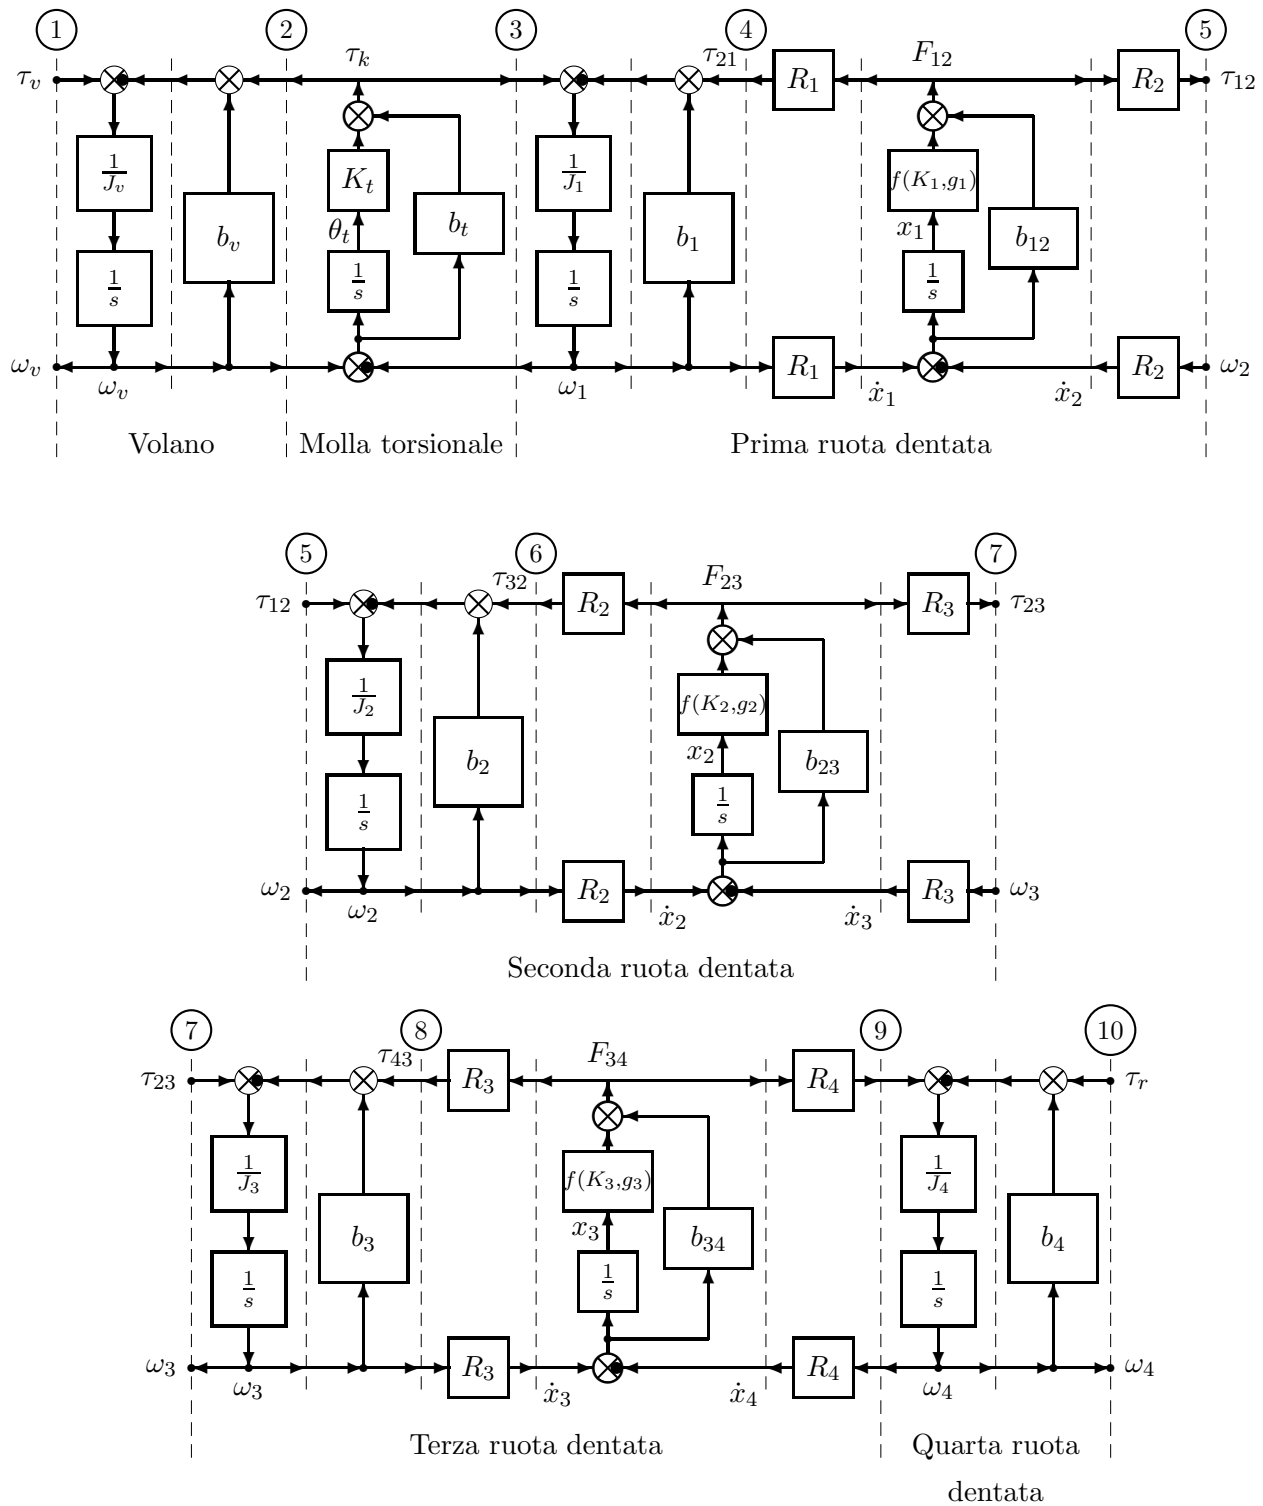 1 2 3 4 5
τ_v τ_k τ_21 R_1 F_12 R_2 τ_12
1/J_v K_t 1/J_1 f(K_1,g_1)
b_v θ_t b_t b_1 x_1 b_12
1/s 1/s 1/s 1/s
ω_v ω_v ω_1 R_1 ẋ_1 ẋ_2 R_2 ω_2
Volano Molla torsionale Prima ruota dentata
5 6 7
τ_12 τ_32 R_2 F_23 R_3 τ_23
1/J_2 f(K_2,g_2)
b_2 x_2 b_23
1/s 1/s
ω_2 ω_2 R_2 ẋ_2 ẋ_3 R_3 ω_3
Seconda ruota dentata
7 8 9 10
τ_23 τ_43 R_3 F_34 R_4 τ_r
1/J_3 f(K_3,g_3) 1/J_4
b_3 x_3 b_34 b_4
1/s 1/s 1/s
ω_3 ω_3 R_3 ẋ_3 ẋ_4 R_4 ω_4 ω_4
Terza ruota dentata Quarta ruota
dentata